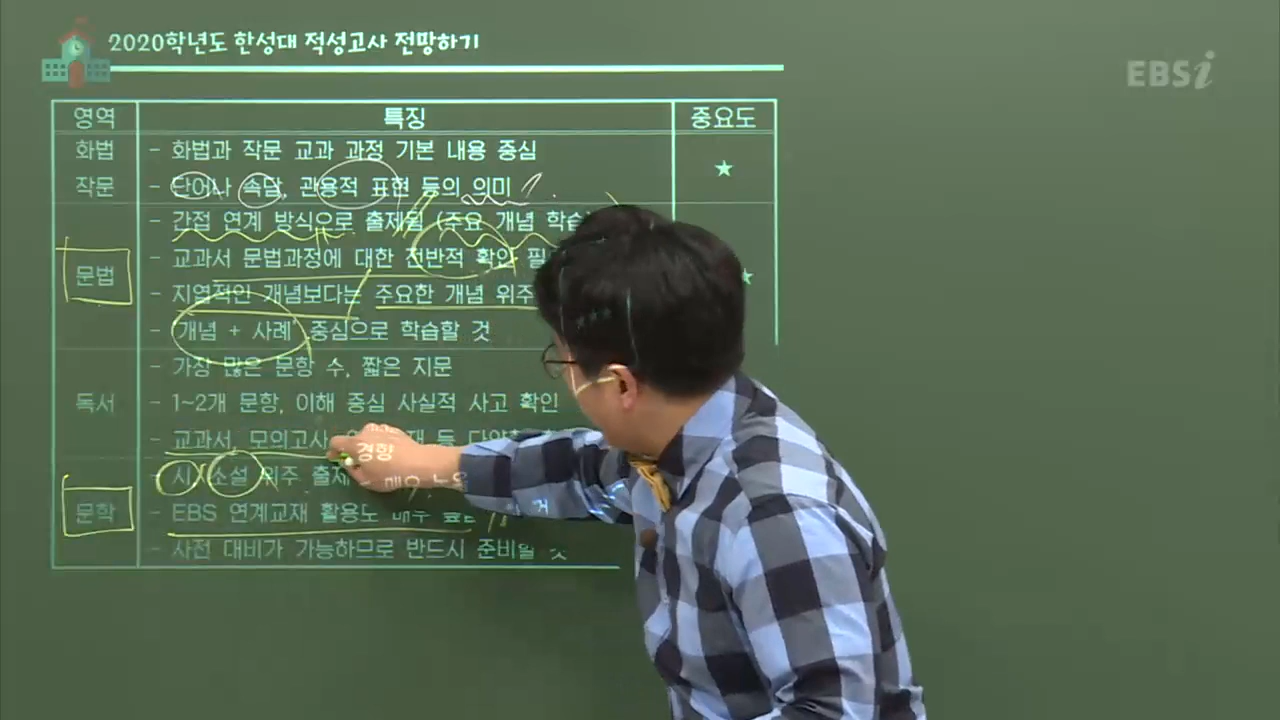 2020학년도 한성대 적성고사 전망하기
EBSi
영역 특징 중요도
화법 - 화법과 작문 교과 과정 기본 내용 중심
★
작문 - 단어나 속담, 관용적 표현 등의 의미
- 간접 연계 방식으로 출제됨 (주요 개념 학습
- 교과서 문법과정에 대한 전반적 확인
문법
★
- 지엽적인 개념보다는 주요한 개념 위주
★★★
- '개념 + 사례' 중심으로 학습할 것
- 가장 많은 문항 수, 짧은 지문
독서 - 1~2개 문항, 이해 중심 사실적 사고 확인
- 교과서, 모의고사 등
경향
- 시 소설 위주
문학 - EBS 연계교재 활용도 매우
- 사전 대비가 가능하므로 반드시 준비할